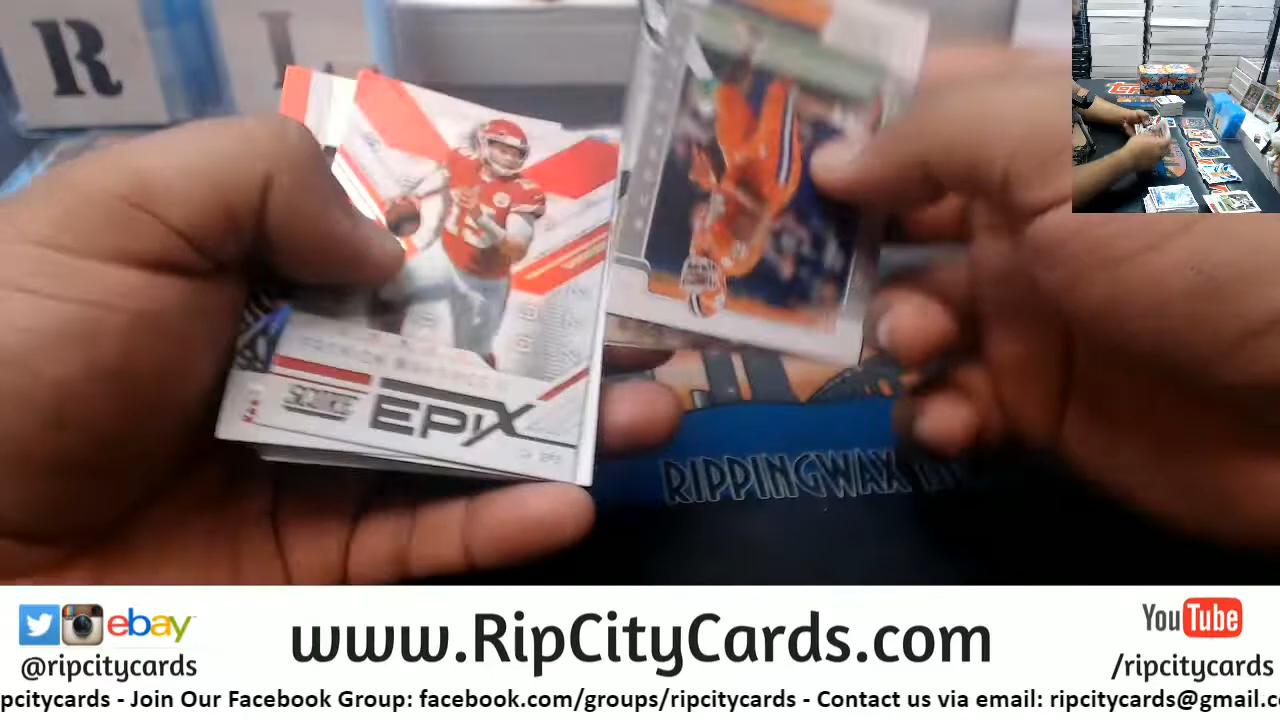 R
15
SCORE
EPIX
RIPPINGWAX
ebay
@ripcitycards
www.RipCityCards.com
YouTube
/ripcitycards
pcitycards - Join Our Facebook Group: facebook.com/groups/ripcitycards - Contact us via email: ripcitycards@gmail.c